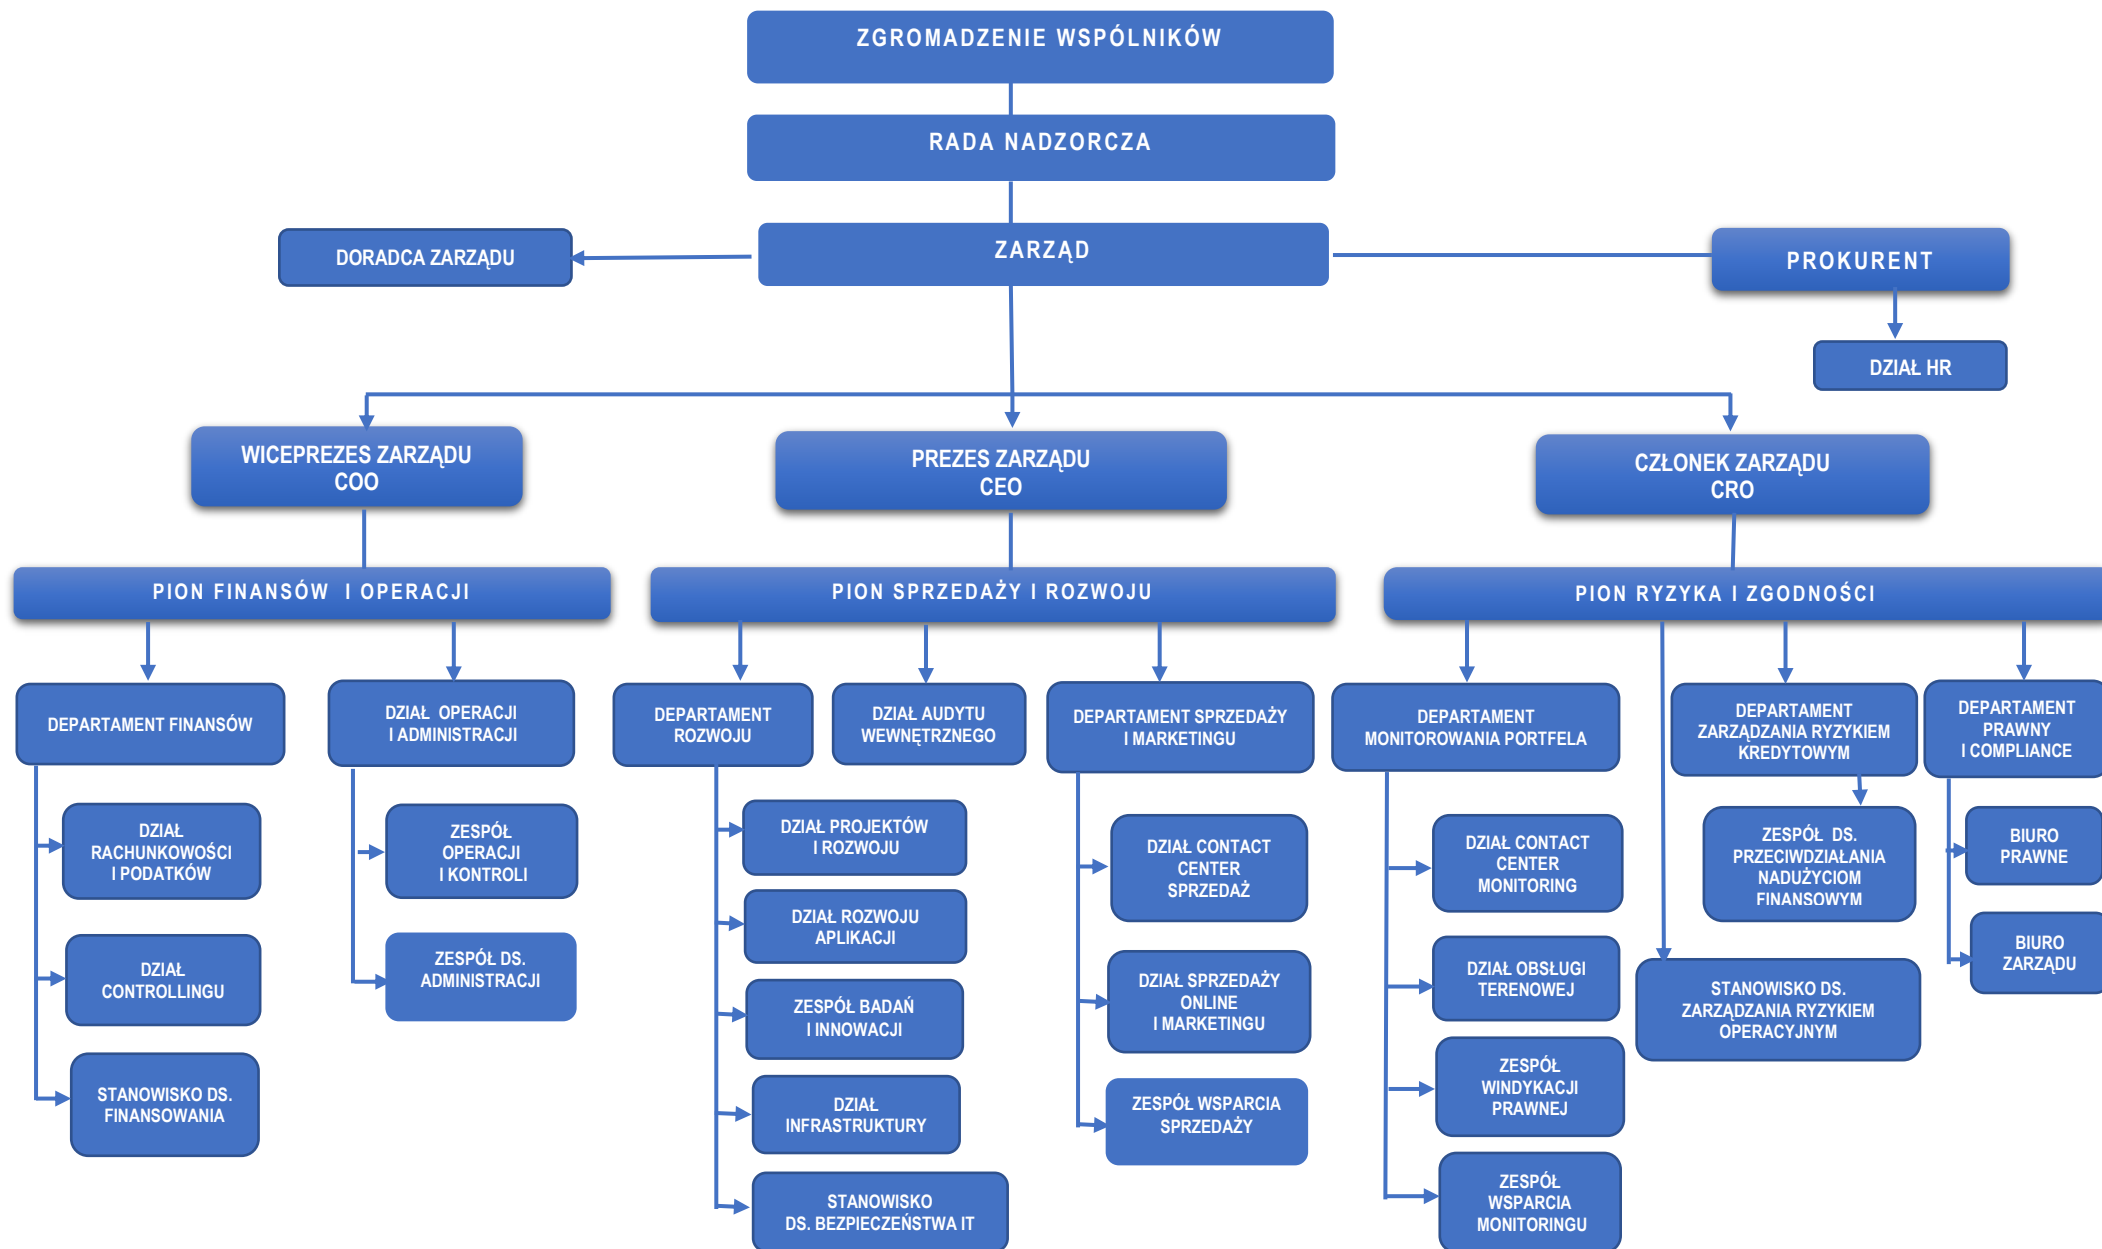 ZGROMADZENIE WSPÓLNIKÓW
RADA NADZORCZA
ZARZĄD
DORADCA ZARZĄDU
PROKURENT
DZIAŁ HR
WICEPREZES ZARZĄDU
COO
PREZES ZARZĄDU
CEO
CZŁONEK ZARZĄDU
CRO
PION FINANSÓW I OPERACJI
PION SPRZEDAŻY I ROZWOJU
PION RYZYKA I ZGODNOŚCI
DEPARTAMENT FINANSÓW
DZIAŁ OPERACJI
I ADMINISTRACJI
DEPARTAMENT
ROZWOJU
DZIAŁ AUDYTU
WEWNĘTRZNEGO
DEPARTAMENT SPRZEDAŻY
I MARKETINGU
DEPARTAMENT
MONITOROWANIA PORTFELA
DEPARTAMENT
ZARZĄDZANIA RYZYKIEM
KREDYTOWYM
DEPARTAMENT
PRAWNY
I COMPLIANCE
DZIAŁ
RACHUNKOWOŚCI
I PODATKÓW
DZIAŁ
CONTROLLINGU
STANOWISKO DS.
FINANSOWANIA
ZESPÓŁ
OPERACJI
I KONTROLI
ZESPÓŁ DS.
ADMINISTRACJI
DZIAŁ PROJEKTÓW
I ROZWOJU
DZIAŁ ROZWOJU
APLIKACJI
ZESPÓŁ BADAŃ
I INNOWACJI
DZIAŁ
INFRASTRUKTURY
STANOWISKO
DS. BEZPIECZEŃSTWA IT
DZIAŁ CONTACT
CENTER
SPRZEDAŻ
DZIAŁ SPRZEDAŻY
ONLINE
I MARKETINGU
ZESPÓŁ WSPARCIA
SPRZEDAŻY
DZIAŁ CONTACT
CENTER
MONITORING
DZIAŁ OBSŁUGI
TERENOWEJ
ZESPÓŁ
WINDYKACJI
PRAWNEJ
ZESPÓŁ
WSPARCIA
MONITORINGU
ZESPÓŁ DS.
PRZECIWDZIAŁANIA
NADUŻYCIOM
FINANSOWYM
STANOWISKO DS.
ZARZĄDZANIA RYZYKIEM
OPERACYJNYM
BIURO
PRAWNE
BIURO
ZARZĄDU